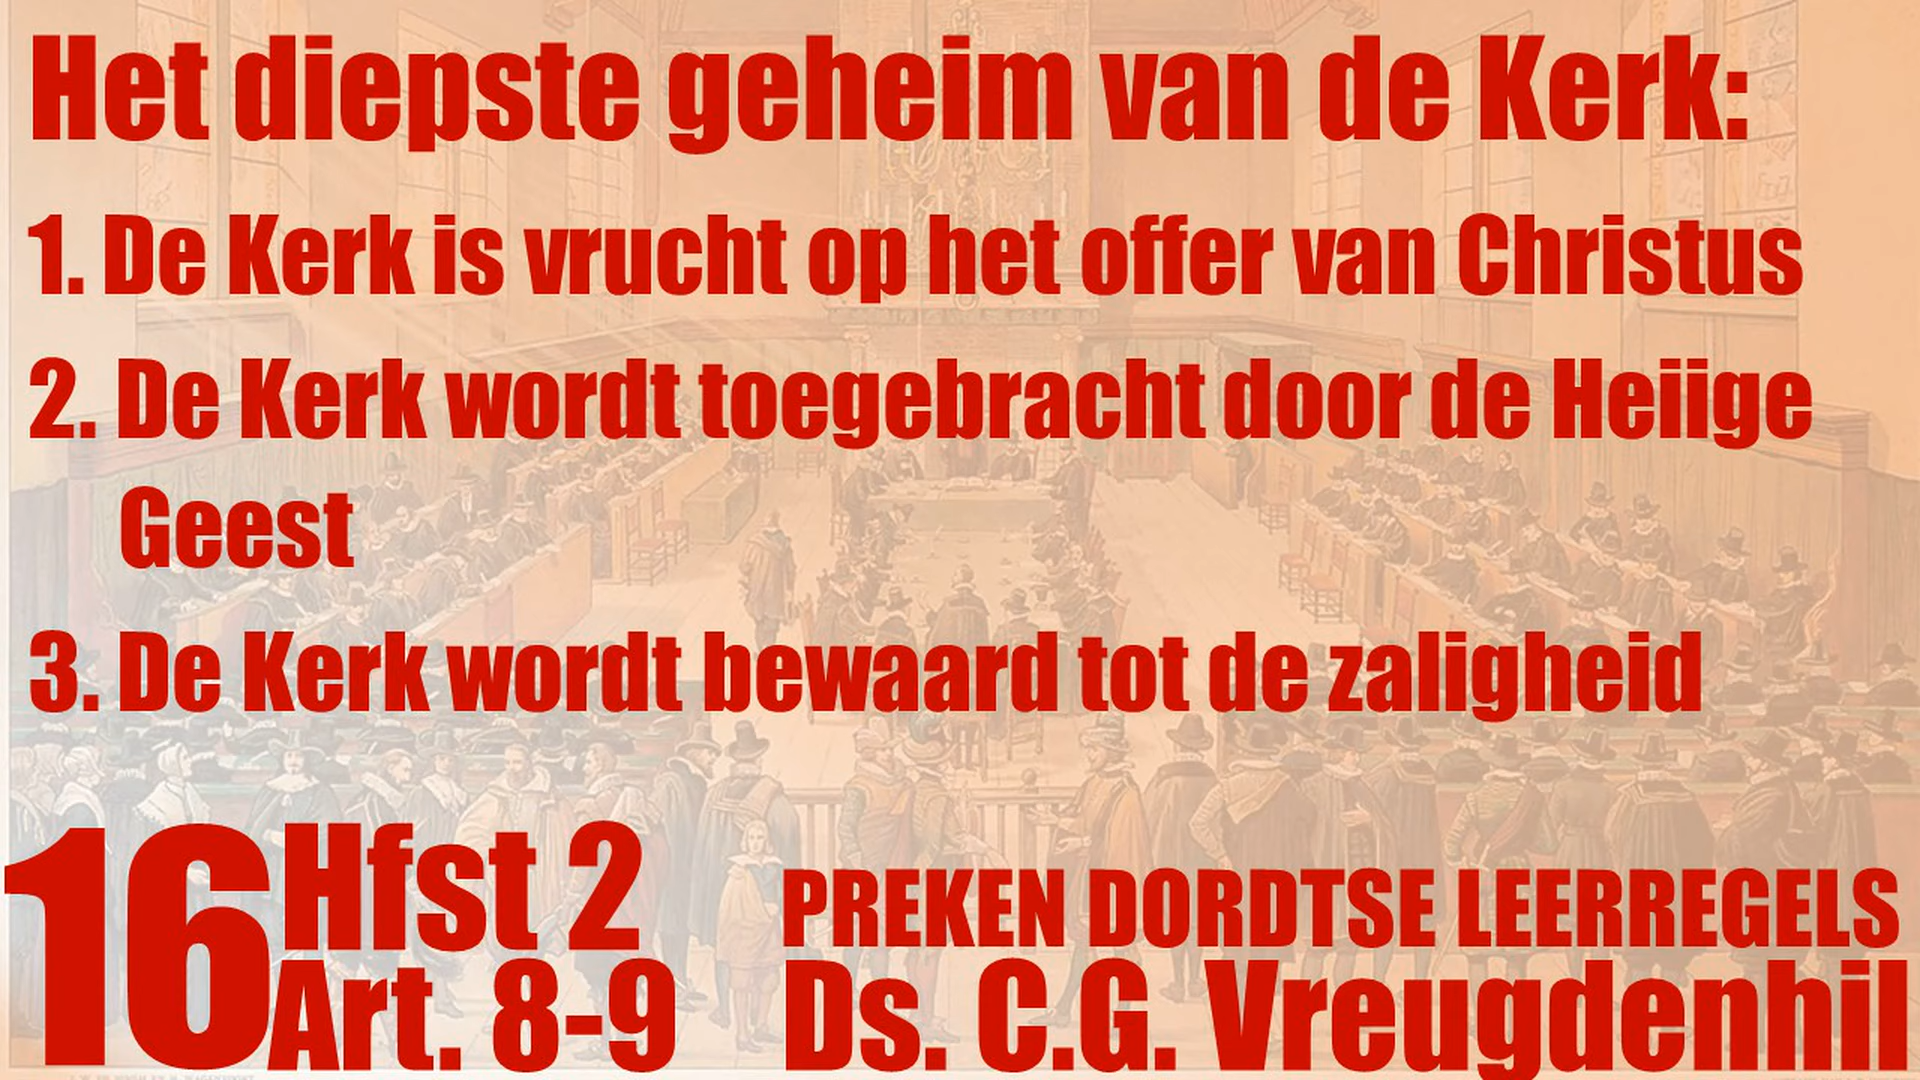 Het diepste geheim van de Kerk:
1. De Kerk is vrucht op het offer van Christus
2. De Kerk wordt toegebracht door de Heiige
Geest
3. De Kerk wordt bewaard tot de zaligheid
16
Hfst 2
Art. 8-9
PREKEN DORDTSE LEERREGELS
Ds. C.G. Vreugdenhil